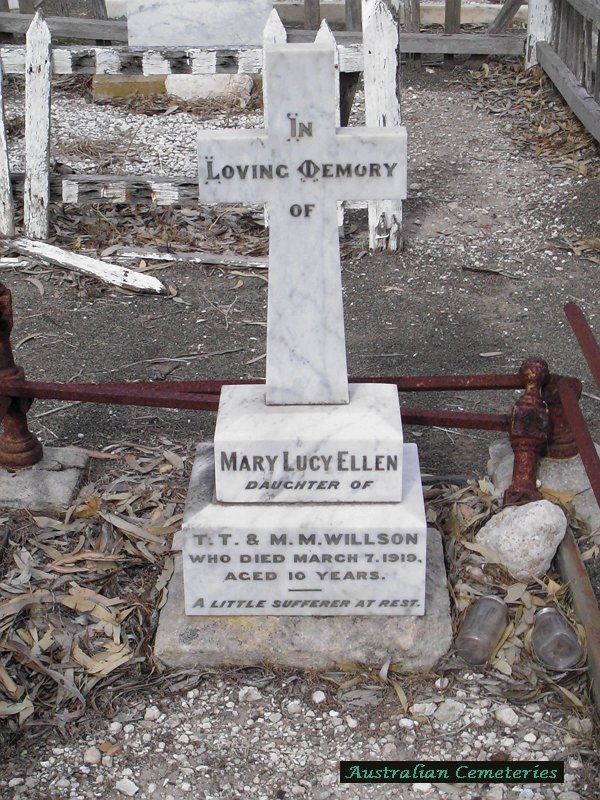 IN
LOVING MEMORY
OF
MARY LUCY ELLEN
DAUGHTER OF
T. T. & M. M. WILLSON
WHO DIED MARCH 7. 1919.
AGED 10 YEARS.
A LITTLE SUFFERER AT REST.
Australian Cemeteries